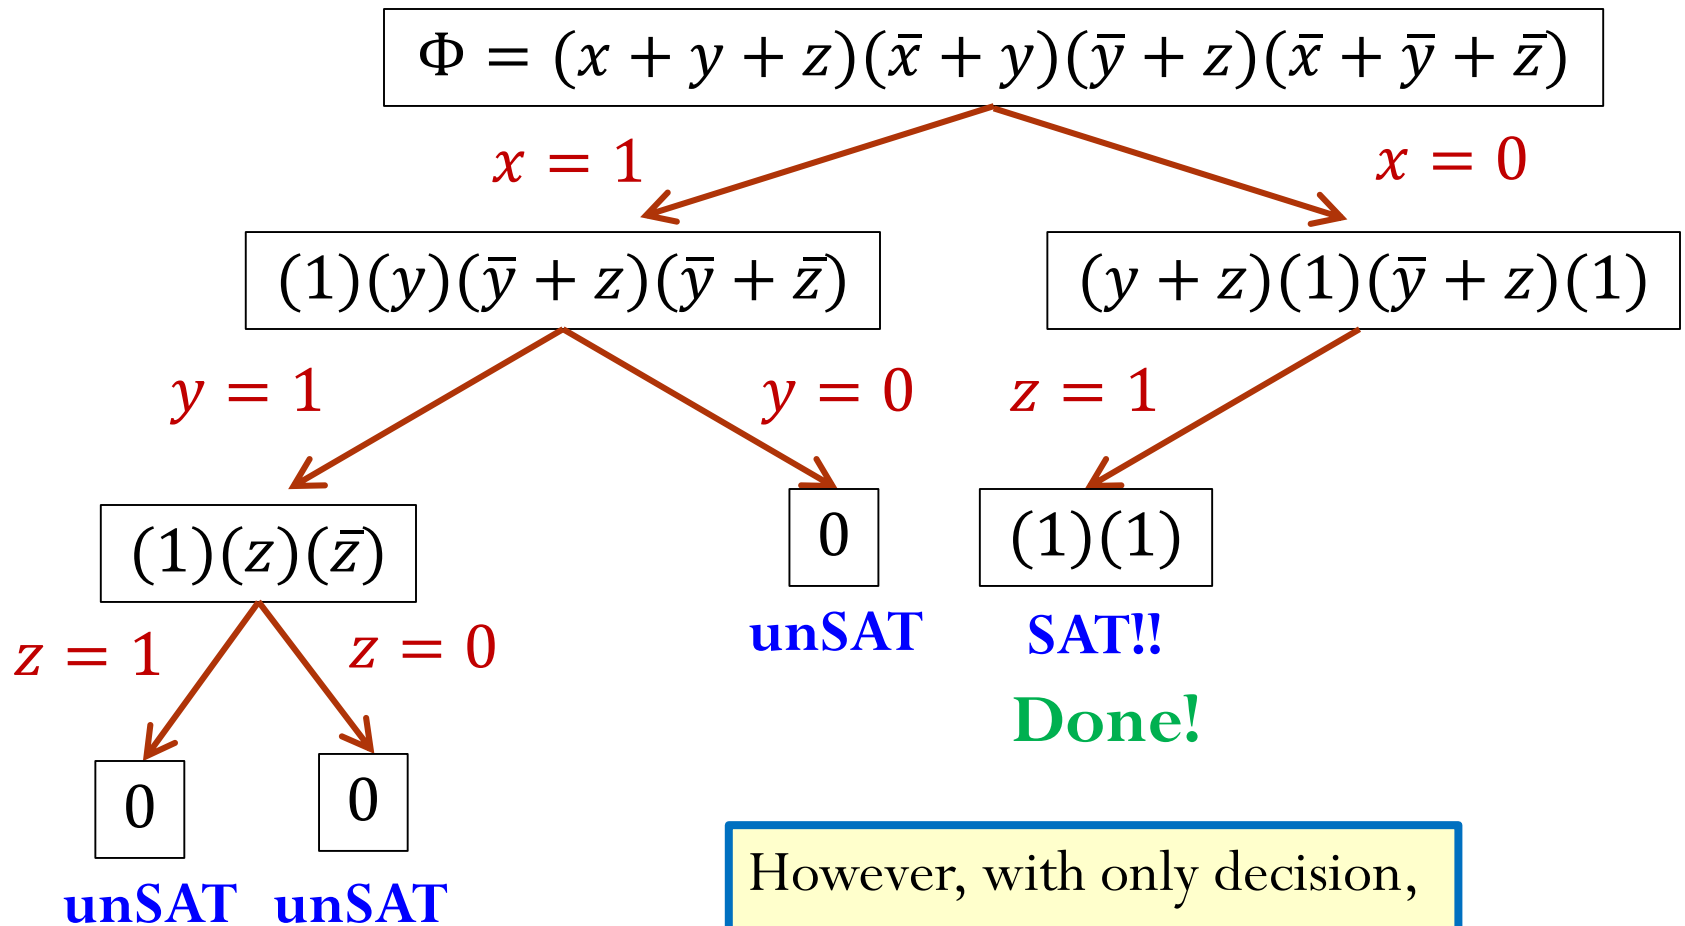 Φ = (x + y + z)(x̄ + y)(ȳ + z)(x̄ + ȳ + z̄)
x = 1
x = 0
(1)(y)(ȳ + z)(ȳ + z̄)
(y + z)(1)(ȳ + z)(1)
y = 1
y = 0
z = 1
(1)(z)(z̄)
0
(1)(1)
unSAT
SAT!!
z = 1
z = 0
Done!
0
0
unSAT
unSAT
However, with only decision,